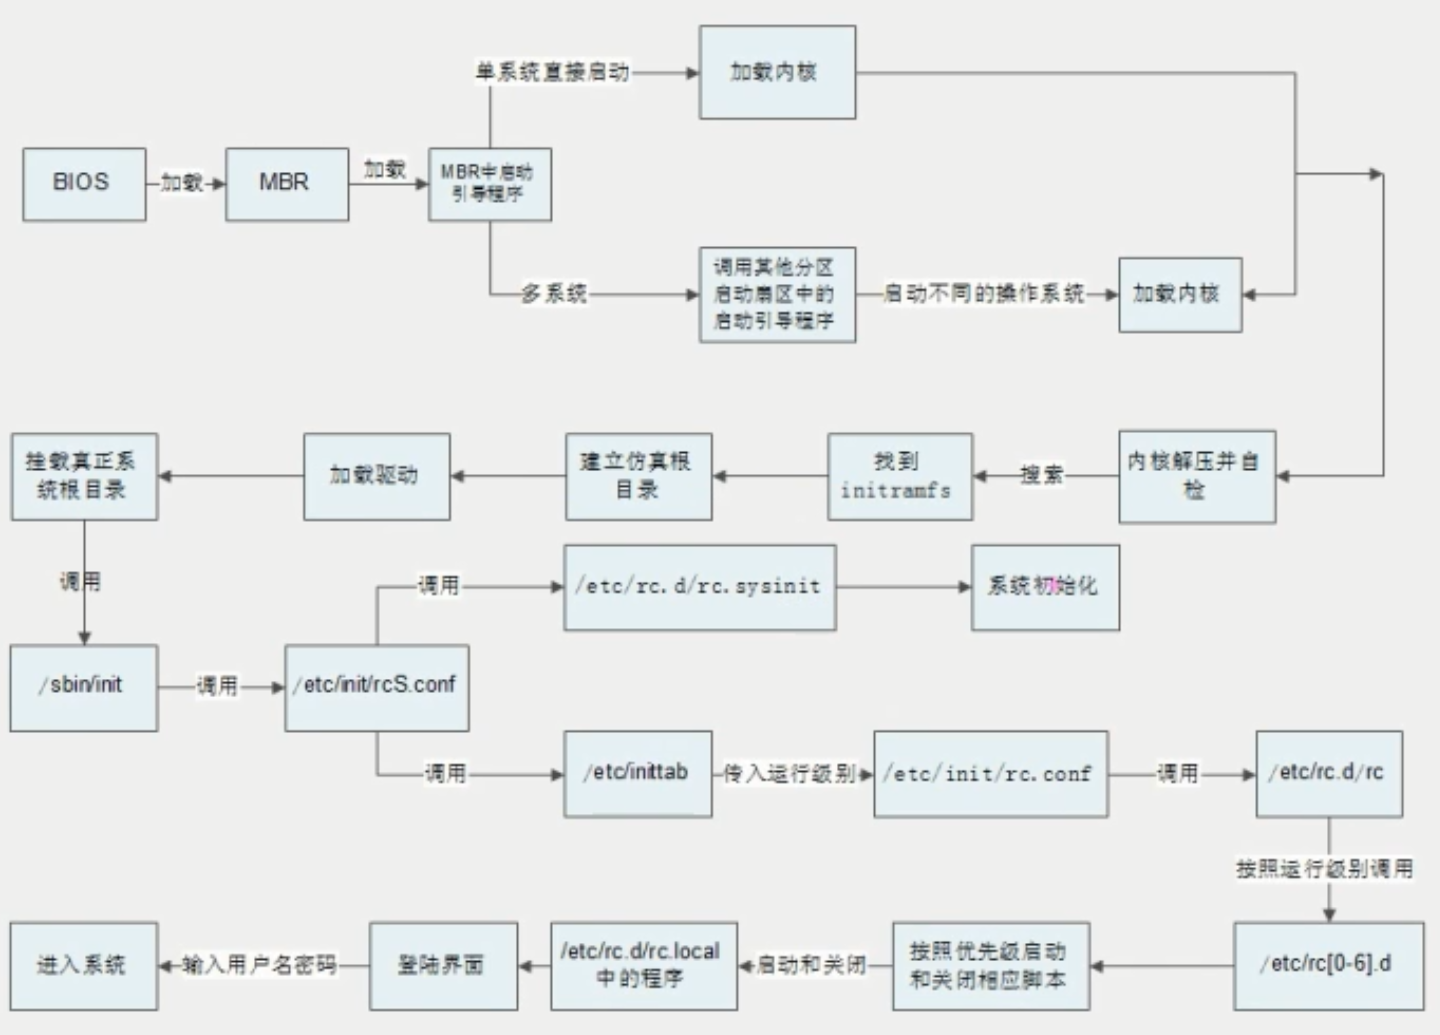 单系统直接启动
加载内核
BIOS
加载
MBR
加载
MBR中启动
引导程序
多系统
调用其他分区
启动扇区中的
启动引导程序
启动不同的操作系统
加载内核
挂载真正系
统根目录
加载驱动
建立仿真根
目录
找到
initramfs
搜索
内核解压并自
检
调用
调用
/etc/rc.d/rc.sysinit
系统初始化
/sbin/init
调用
/etc/init/rcS.conf
调用
/etc/inittab
传入运行级别
/etc/init/rc.conf
调用
/etc/rc.d/rc
按照运行级别调用
进入系统
输入用户名密码
登陆界面
/etc/rc.d/rc.local
中的程序
启动和关闭
按照优先级启动
和关闭相应脚本
/etc/rc[0-6].d